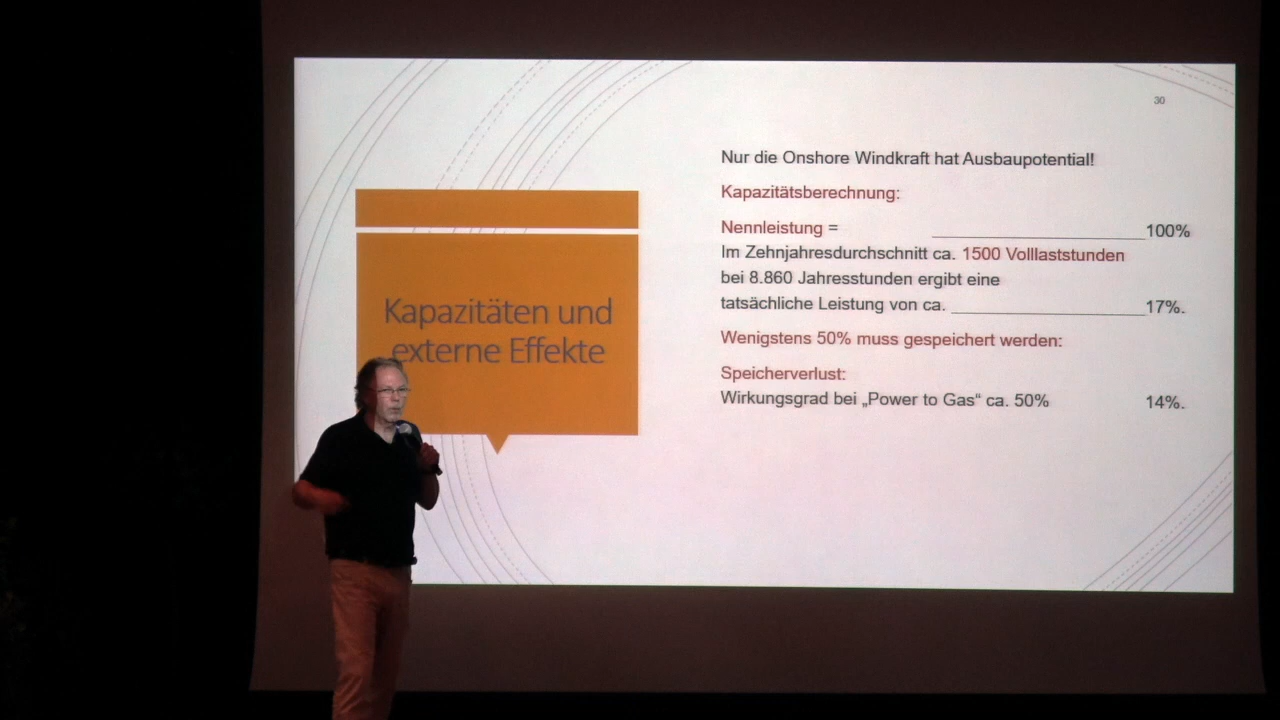 30
Nur die Onshore Windkraft hat Ausbaupotential!
Kapazitätsberechnung:
Nennleistung = 100%
Im Zehnjahresdurchschnitt ca. 1500 Volllaststunden
bei 8.860 Jahresstunden ergibt eine
tatsächliche Leistung von ca. 17%.
Wenigstens 50% muss gespeichert werden:
Speicherverlust:
Wirkungsgrad bei „Power to Gas“ ca. 50% 14%.
Kapazitäten und
externe Effekte